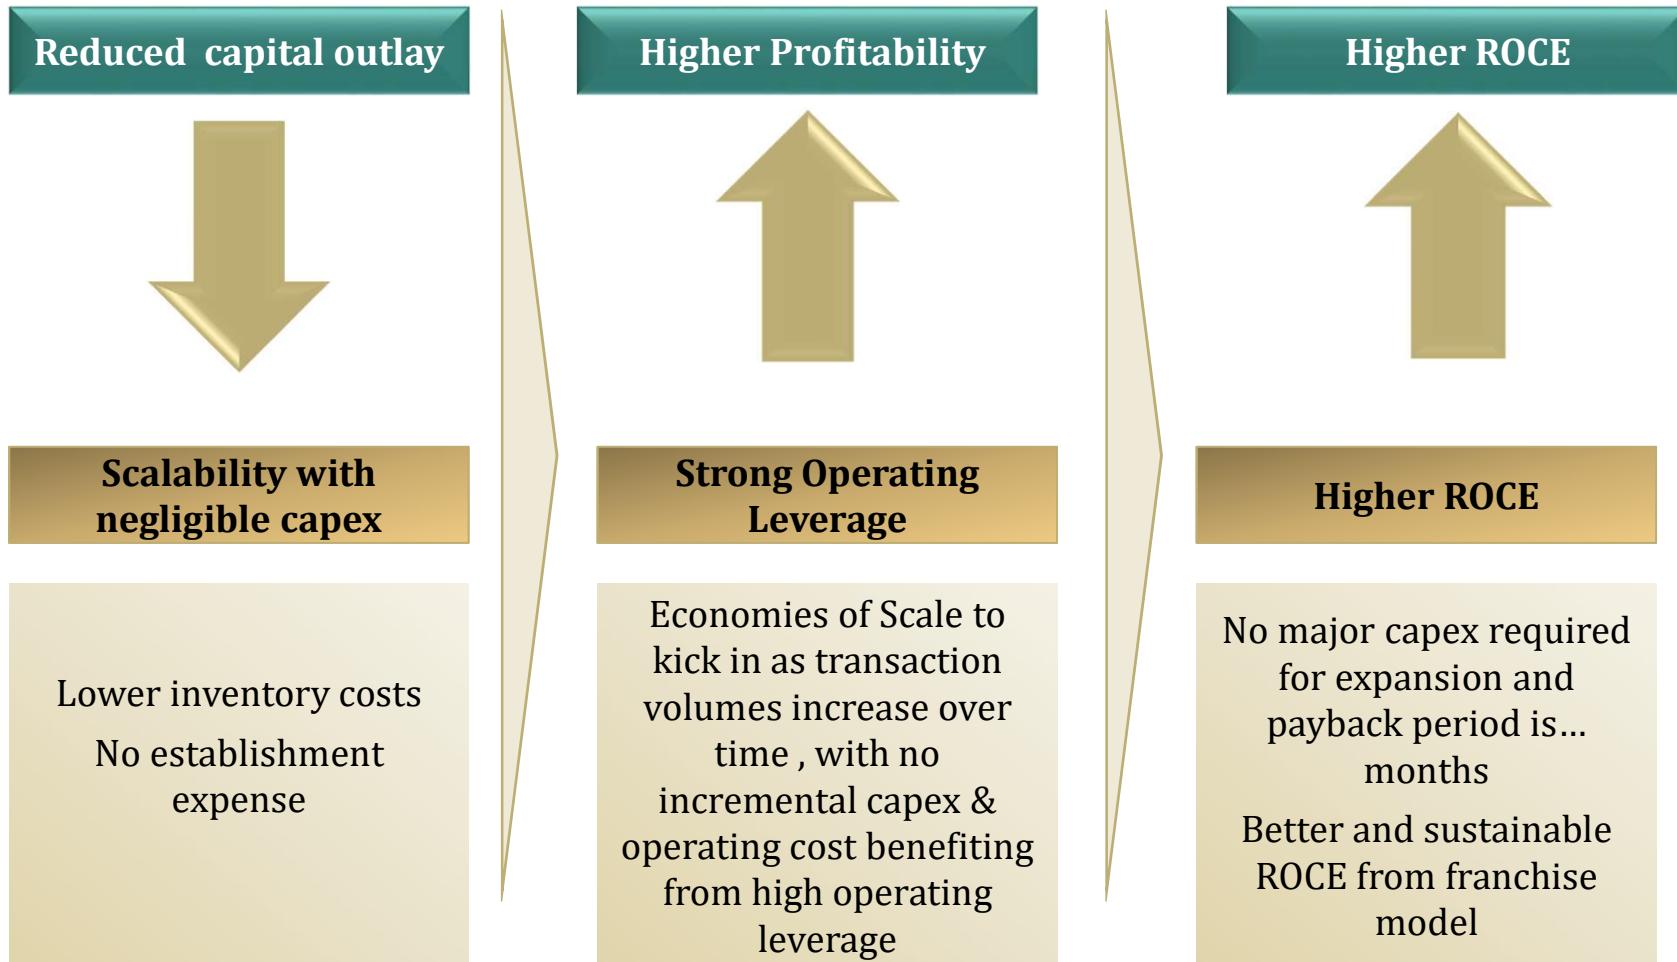 Reduced  capital outlay
Higher Profitability
Higher ROCE
Scalability with
negligible capex
Strong Operating
Leverage
Higher ROCE
Lower inventory costs
No establishment
expense
Economies of Scale to
kick in as transaction
volumes increase over
time , with no
incremental capex &
operating cost benefiting
from high operating
leverage
No major capex required
for expansion and
payback period is…
months
Better and sustainable
ROCE from franchise
model